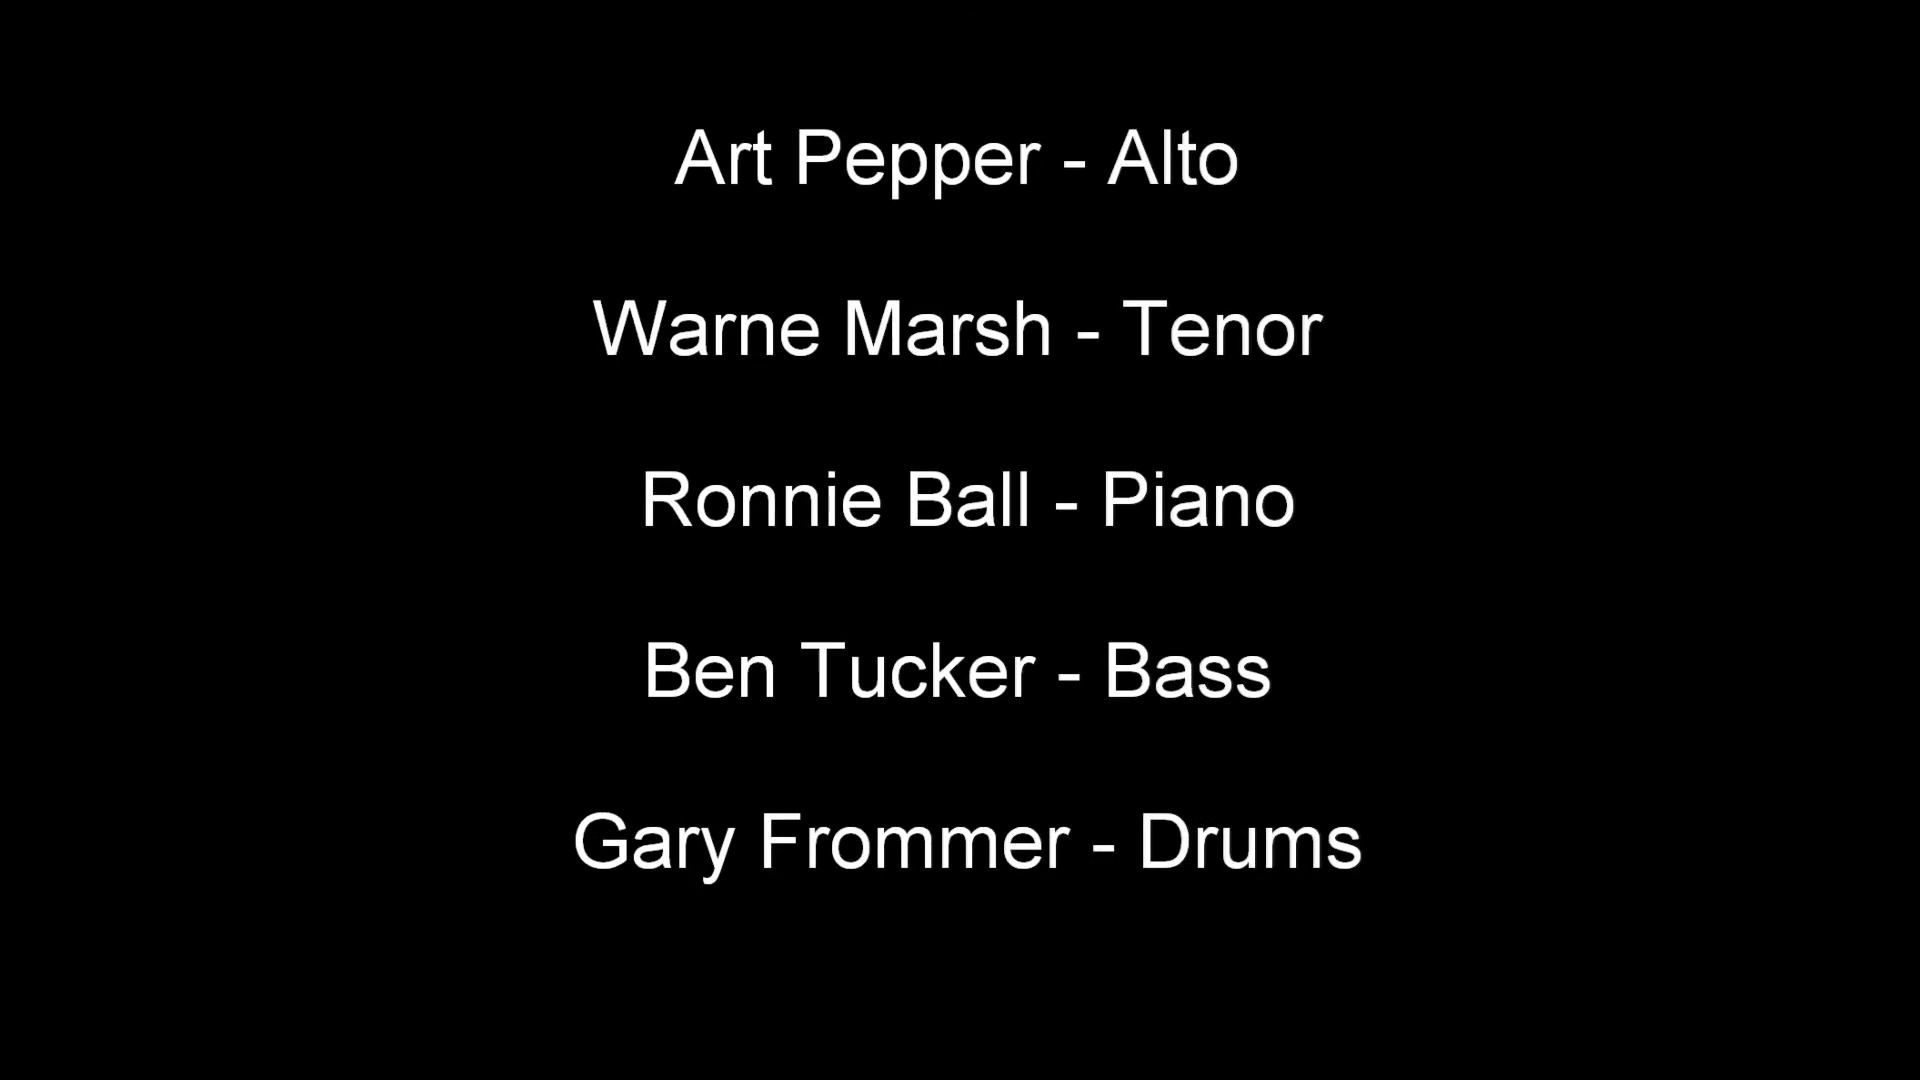 Art Pepper - Alto
Warne Marsh - Tenor
Ronnie Ball - Piano
Ben Tucker - Bass
Gary Frommer - Drums